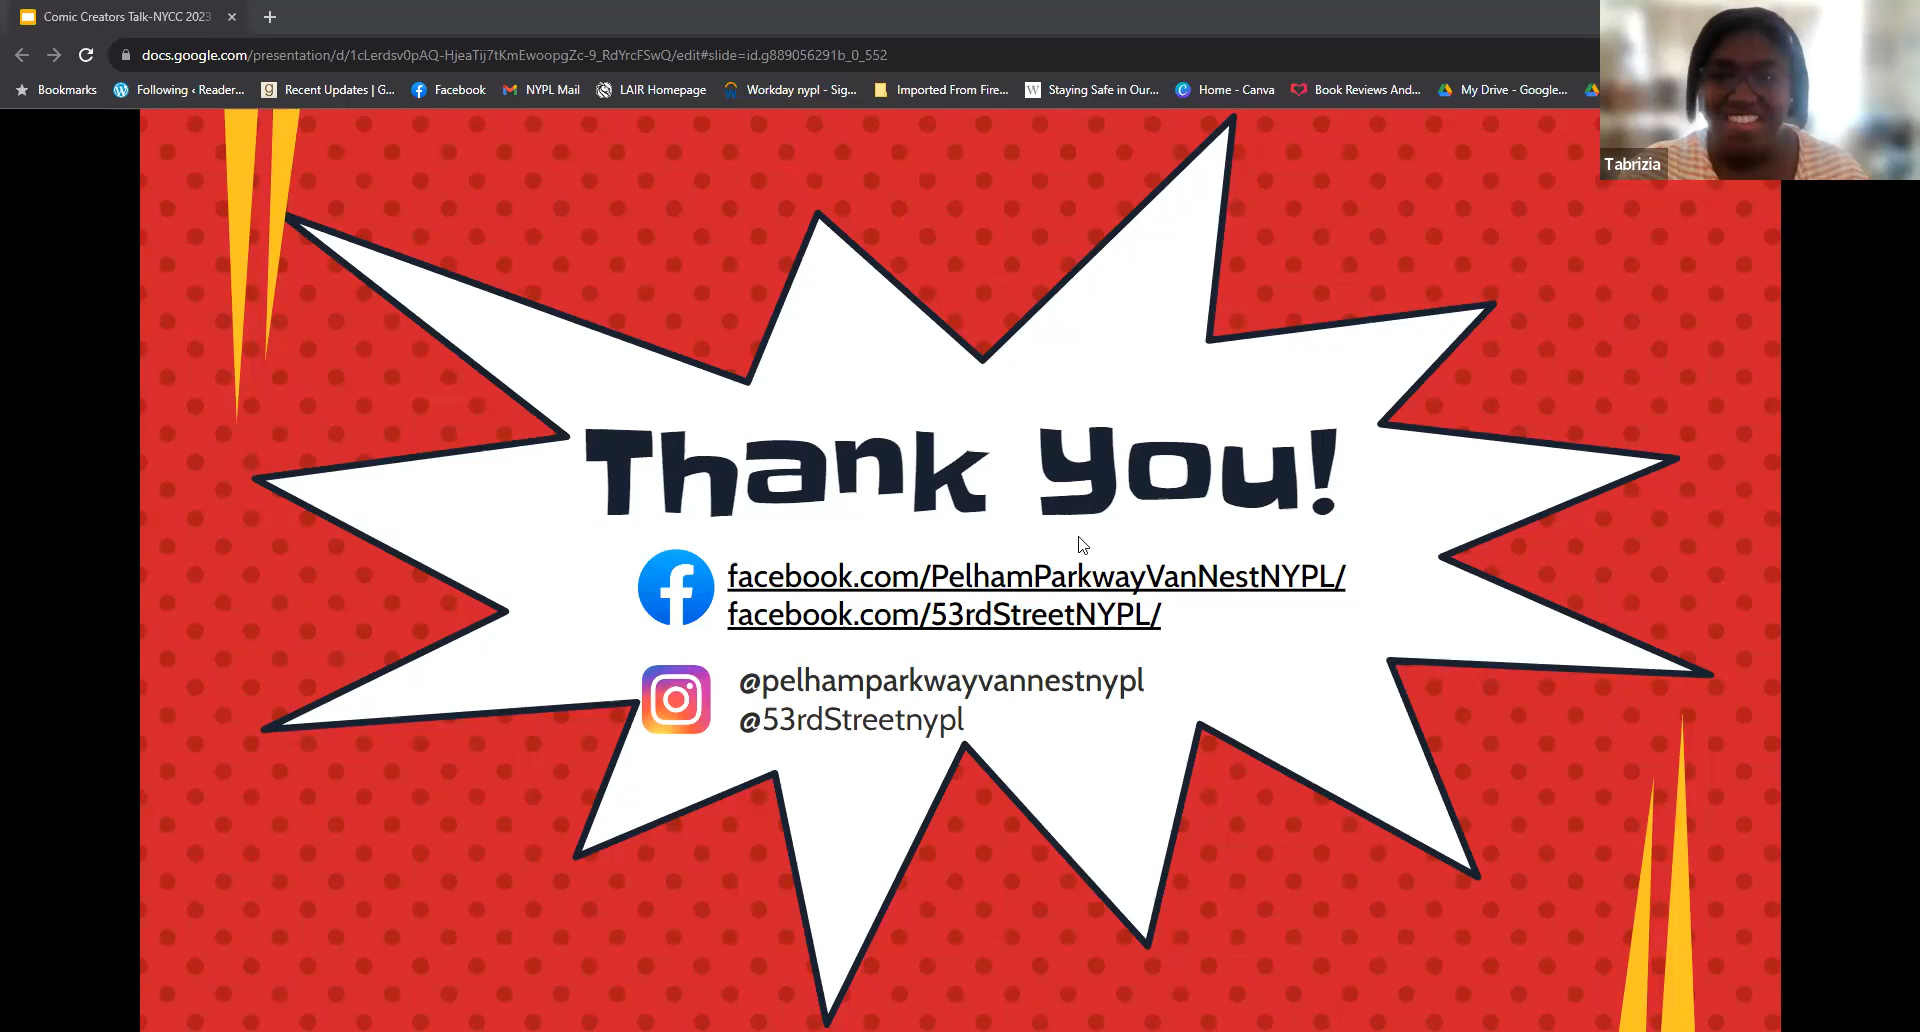 Comic Creators Talk-NYCC 2023
docs.google.com/presentation/d/1cLerdsv0pAQ-HjeaTij7tKmEwoopgZc-9_RdYrcFSwQ/edit#slide=id.g889056291b_0_552
Bookmarks Following ‹ Reader... Recent Updates | G... Facebook NYPL Mail LAIR Homepage Workday nypl - Sig... Imported From Fire... Staying Safe in Our... Home - Canva Book Reviews And... My Drive - Google...
Tabrizia
Thank You!
facebook.com/PelhamParkwayVanNestNYPL/
facebook.com/53rdStreetNYPL/
@pelhamparkwayvannestnypl
@53rdStreetnypl